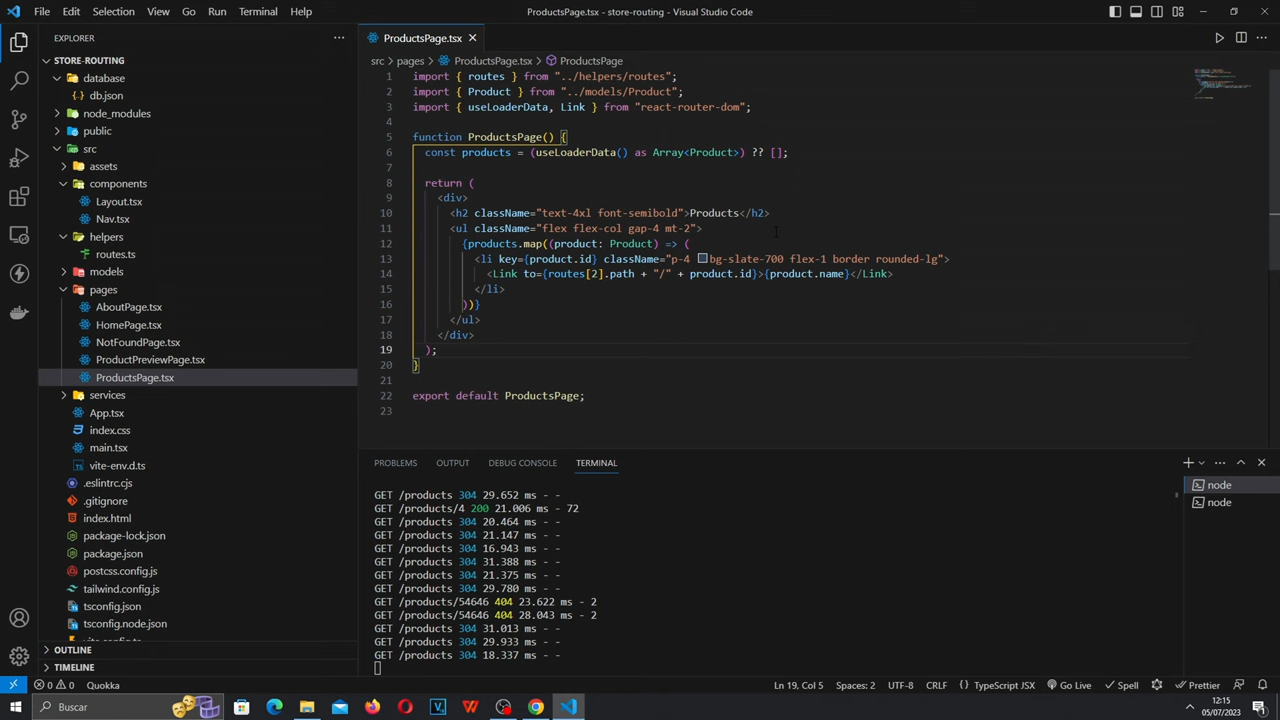 File Edit Selection View Go Run Terminal Help
ProductsPage.tsx - store-routing - Visual Studio Code
EXPLORER
STORE-ROUTING
database
db.json
node_modules
public
src
assets
components
Layout.tsx
Nav.tsx
helpers
routes.ts
models
pages
AboutPage.tsx
HomePage.tsx
NotFoundPage.tsx
ProductPreviewPage.tsx
ProductsPage.tsx
services
App.tsx
index.css
main.tsx
vite-env.d.ts
.eslintrc.cjs
.gitignore
index.html
package-lock.json
package.json
postcss.config.js
tailwind.config.js
tsconfig.json
tsconfig.node.json
vite.config.ts
OUTLINE
TIMELINE
ProductsPage.tsx
src > pages > ProductsPage.tsx > ProductsPage
1 import { routes } from "../helpers/routes";
2 import { Product } from "../models/Product";
3 import { useLoaderData, Link } from "react-router-dom";
4
5 function ProductsPage() {
6 const products = (useLoaderData() as Array<Product>) ?? [];
7
8 return (
9 <div>
10 <h2 className="text-4xl font-semibold">Products</h2>
11 <ul className="flex flex-col gap-4 mt-2">
12 {products.map((product: Product) => (
13 <li key={product.id} className="p-4 bg-slate-700 flex-1 border rounded-lg">
14 <Link to={routes[2].path + "/" + product.id}>{product.name}</Link>
15 </li>
16 ))}
17 </ul>
18 </div>
19 );
20 }
21
22 export default ProductsPage;
23
PROBLEMS OUTPUT DEBUG CONSOLE TERMINAL
GET /products 304 29.652 ms - -
GET /products/4 200 21.006 ms - 72
GET /products 304 20.464 ms - -
GET /products 304 21.147 ms - -
GET /products 304 16.943 ms - -
GET /products 304 31.388 ms - -
GET /products 304 21.375 ms - -
GET /products 304 29.780 ms - -
GET /products/54646 404 23.622 ms - 2
GET /products/54646 404 28.043 ms - 2
GET /products 304 31.013 ms - -
GET /products 304 29.933 ms - -
GET /products 304 18.337 ms - -
node
node
0 0 Quokka
Ln 19, Col 5 Spaces: 2 UTF-8 CRLF {} TypeScript JSX Go Live Spell Prettier
Buscar
12:15
05/07/2023